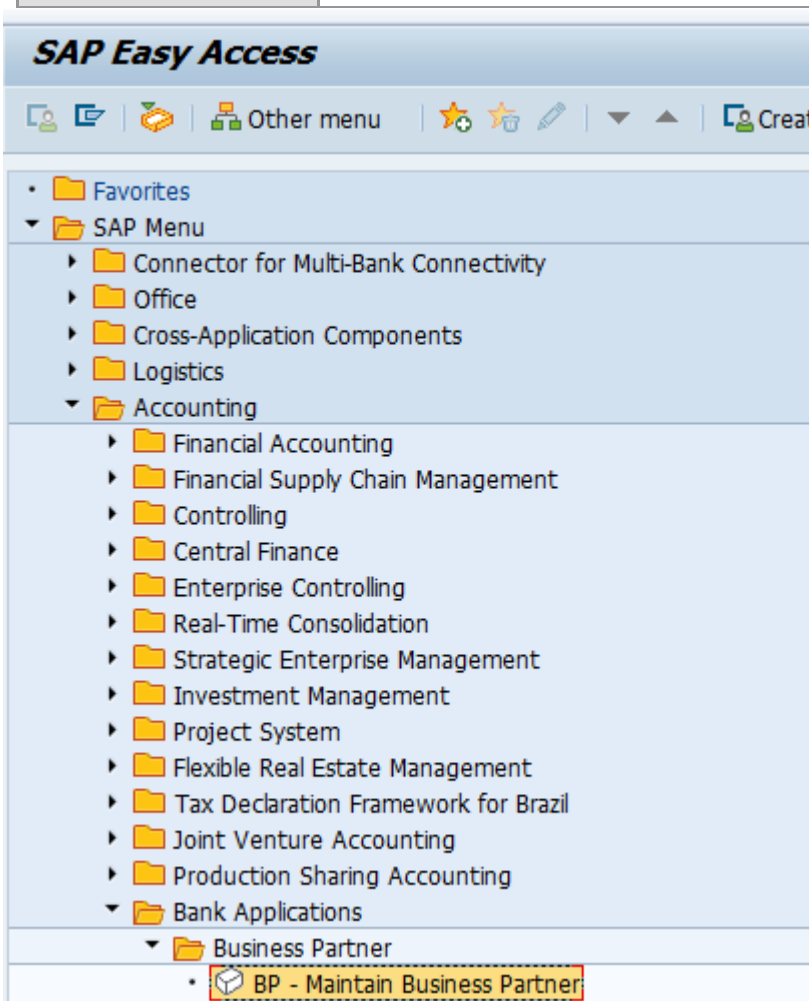 SAP Easy Access
Other menu
Favorites
SAP Menu
Connector for Multi-Bank Connectivity
Office
Cross-Application Components
Logistics
Accounting
Financial Accounting
Financial Supply Chain Management
Controlling
Central Finance
Enterprise Controlling
Real-Time Consolidation
Strategic Enterprise Management
Investment Management
Project System
Flexible Real Estate Management
Tax Declaration Framework for Brazil
Joint Venture Accounting
Production Sharing Accounting
Bank Applications
Business Partner
BP - Maintain Business Partner